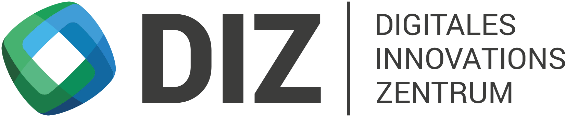 DIZ
DIGITALES
INNOVATIONS
ZENTRUM